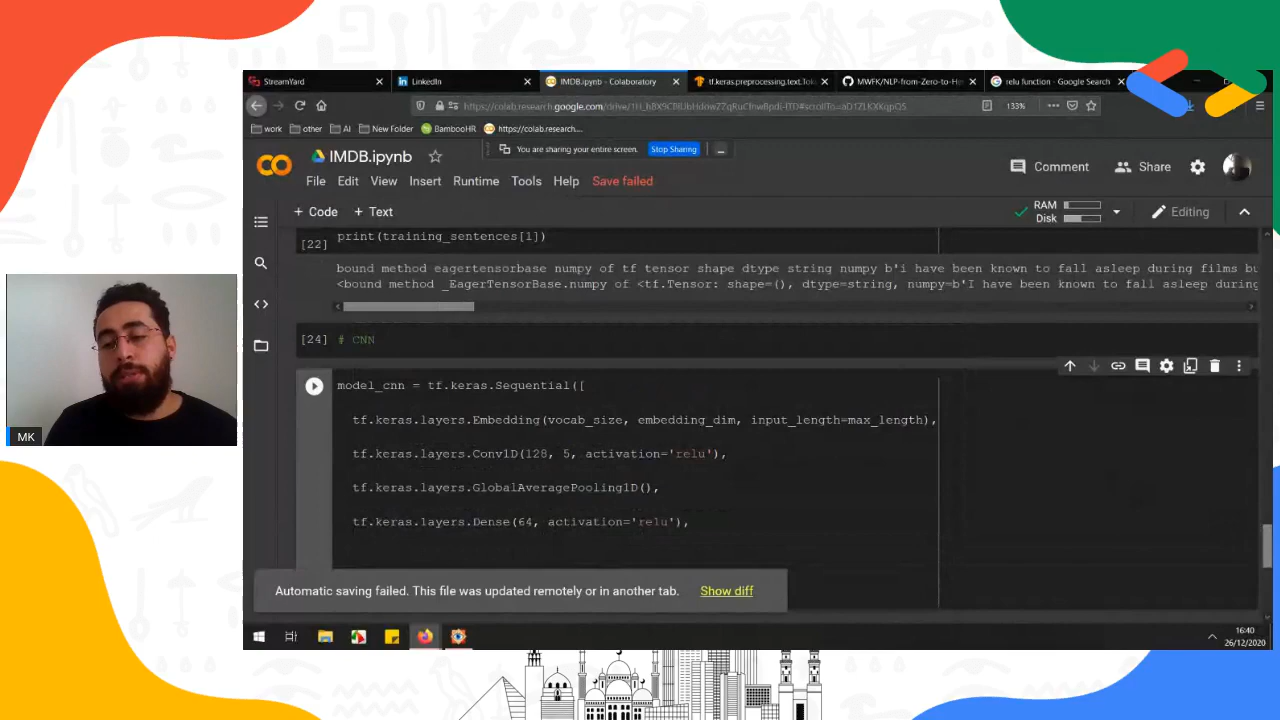 StreamYard
LinkedIn
IMDB.ipynb - Colaboratory
tf.keras.preprocessing.text.Tok
MWFK/NLP-from-Zero-to-He
relu function - Google Search
133%
work
other
AI
New Folder
BambooHR
https://colab.research....
IMDB.ipynb
You are sharing your entire screen.
Stop Sharing
Comment
Share
File Edit View Insert Runtime Tools Help Save failed
+ Code + Text
RAM
Disk
Editing
[22]
print(training_sentences[1])
bound method eagertensorbase numpy of tf tensor shape dtype string numpy b'i have been known to fall asleep during films bu
<bound method _EagerTensorBase.numpy of <tf.Tensor: shape=(), dtype=string, numpy=b'I have been known to fall asleep during
[24] # CNN
model_cnn = tf.keras.Sequential([
tf.keras.layers.Embedding(vocab_size, embedding_dim, input_length=max_length),
tf.keras.layers.Conv1D(128, 5, activation='relu'),
tf.keras.layers.GlobalAveragePooling1D(),
tf.keras.layers.Dense(64, activation='relu'),
Automatic saving failed. This file was updated remotely or in another tab.
Show diff
MK
16:40
26/12/2020